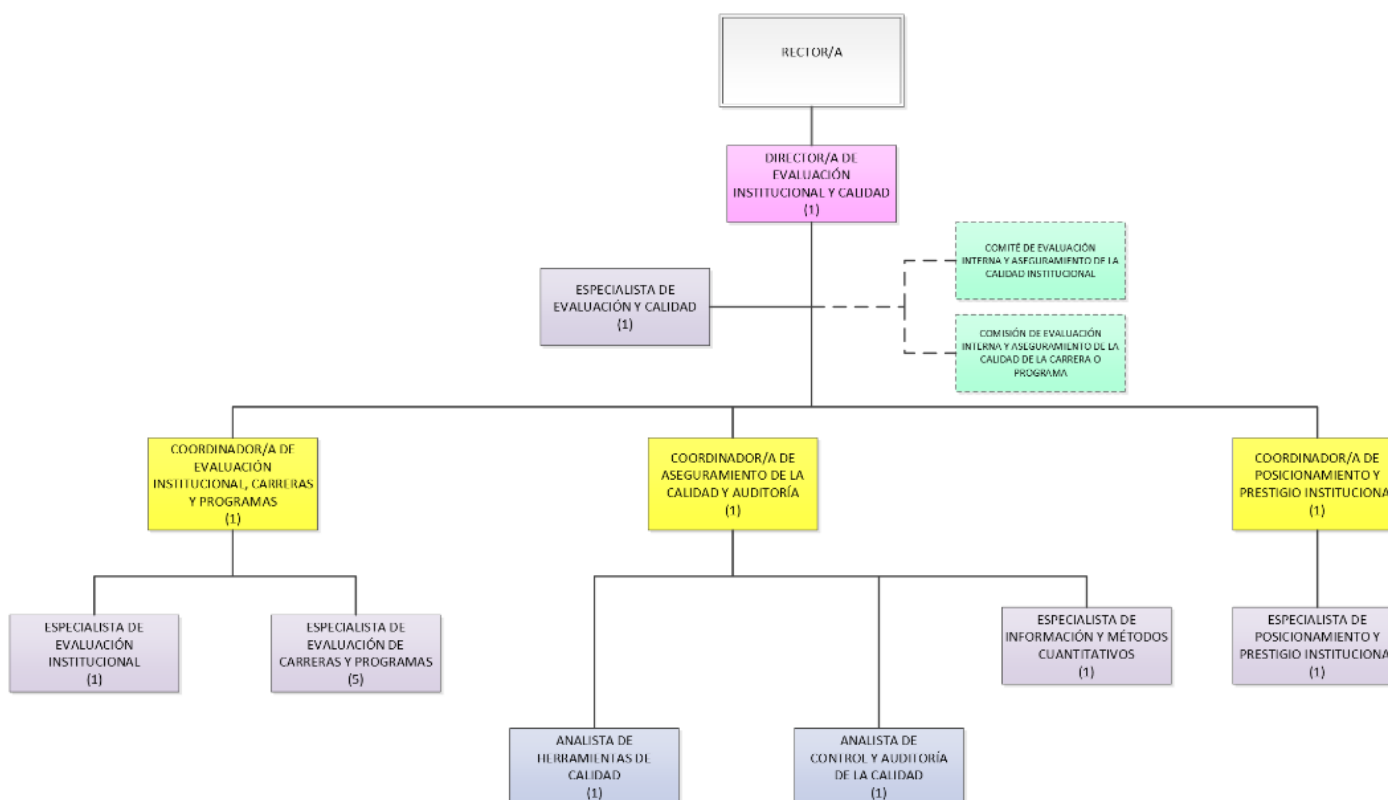 RECTOR/A
DIRECTOR/A DE
EVALUACIÓN
INSTITUCIONAL Y CALIDAD
(1)
COMITÉ DE EVALUACIÓN
INTERNA Y ASEGURAMIENTO DE LA
CALIDAD INSTITUCIONAL
ESPECIALISTA DE
EVALUACIÓN Y CALIDAD
(1)
COMISIÓN DE EVALUACIÓN
INTERNA Y ASEGURAMIENTO DE LA
CALIDAD DE LA CARRERA O
PROGRAMA
COORDINADOR/A DE
EVALUACIÓN
INSTITUCIONAL, CARRERAS
Y PROGRAMAS
(1)
COORDINADOR/A DE
ASEGURAMIENTO DE LA
CALIDAD Y AUDITORÍA
(1)
COORDINADOR/A DE
POSICIONAMIENTO Y
PRESTIGIO INSTITUCIONA
(1)
ESPECIALISTA DE
EVALUACIÓN
INSTITUCIONAL
(1)
ESPECIALISTA DE
EVALUACIÓN DE
CARRERAS Y PROGRAMAS
(5)
ESPECIALISTA DE
INFORMACIÓN Y MÉTODOS
CUANTITATIVOS
(1)
ESPECIALISTA DE
POSICIONAMIENTO Y
PRESTIGIO INSTITUCIONA
(1)
ANALISTA DE
HERRAMIENTAS DE
CALIDAD
(1)
ANALISTA DE
CONTROL Y AUDITORÍA
DE LA CALIDAD
(1)